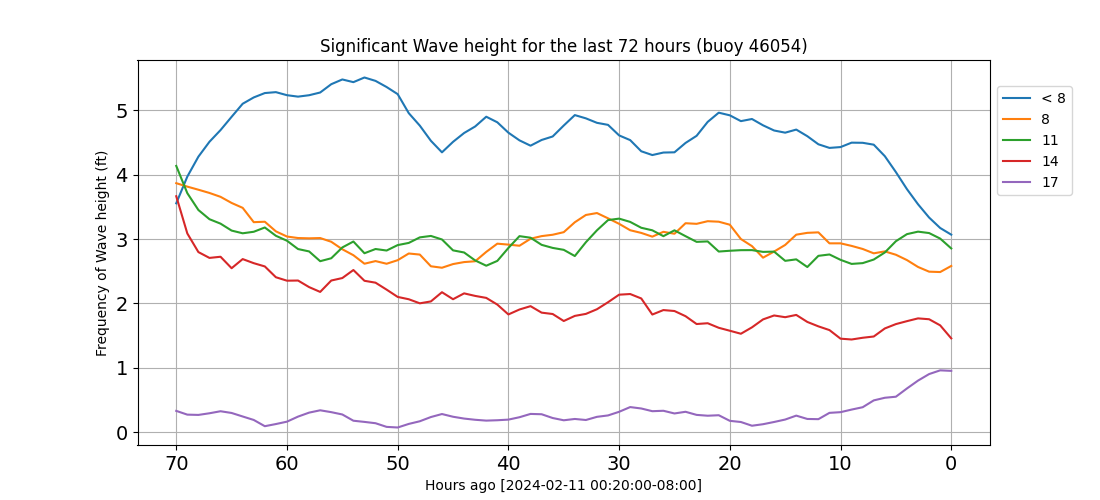 Significant Wave height for the last 72 hours (buoy 46054)
Frequency of Wave height (ft)
5
4
3
2
1
0
70 60 50 40 30 20 10 0
Hours ago [2024-02-11 00:20:00-08:00]
< 8
8
11
14
17